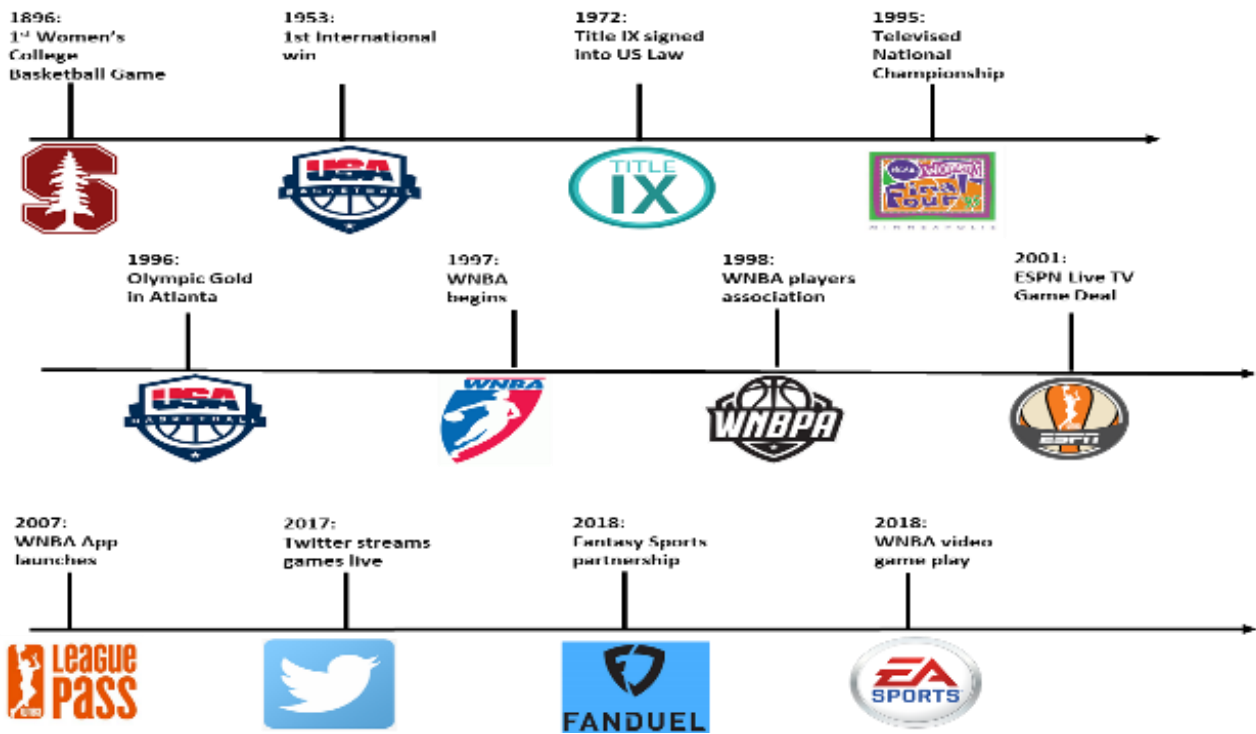 1896:
1st Women's
College
Basketball Game
1953:
1st International
win
1972:
Title IX signed
into US Law
1995:
Televised
National
Championship
USA
BASKETBALL
TITLE
IX
Women's
Final
Four
95
MINNEAPOLIS
1996:
Olympic Gold
in Atlanta
1997:
WNBA
begins
1998:
WNBA players
association
2001:
ESPN Live TV
Game Deal
USA
BASKETBALL
WNBA
WNBPA
ESPN
2007:
WNBA App
launches
2017:
Twitter streams
games live
2018:
Fantasy Sports
partnership
2018:
WNBA video
game play
LEAGUE
PASS
FANDUEL
EA
SPORTS